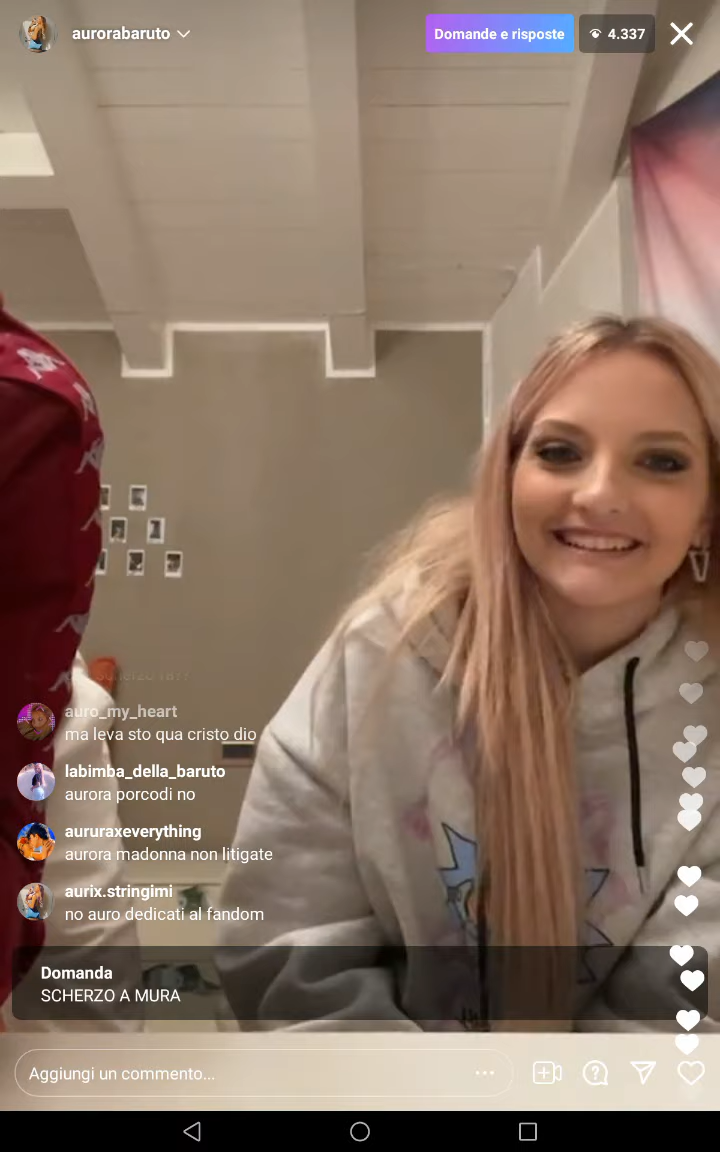 aurorabaruto
Domande e risposte
4.337
auro_my_heart
ma leva sto qua cristo dio
labimba_della_baruto
aurora porcodi no
aururaxeverything
aurora madonna non litigate
aurix.stringimi
no auro dedicati al fandom
Domanda
SCHERZO A MURA
Aggiungi un commento...